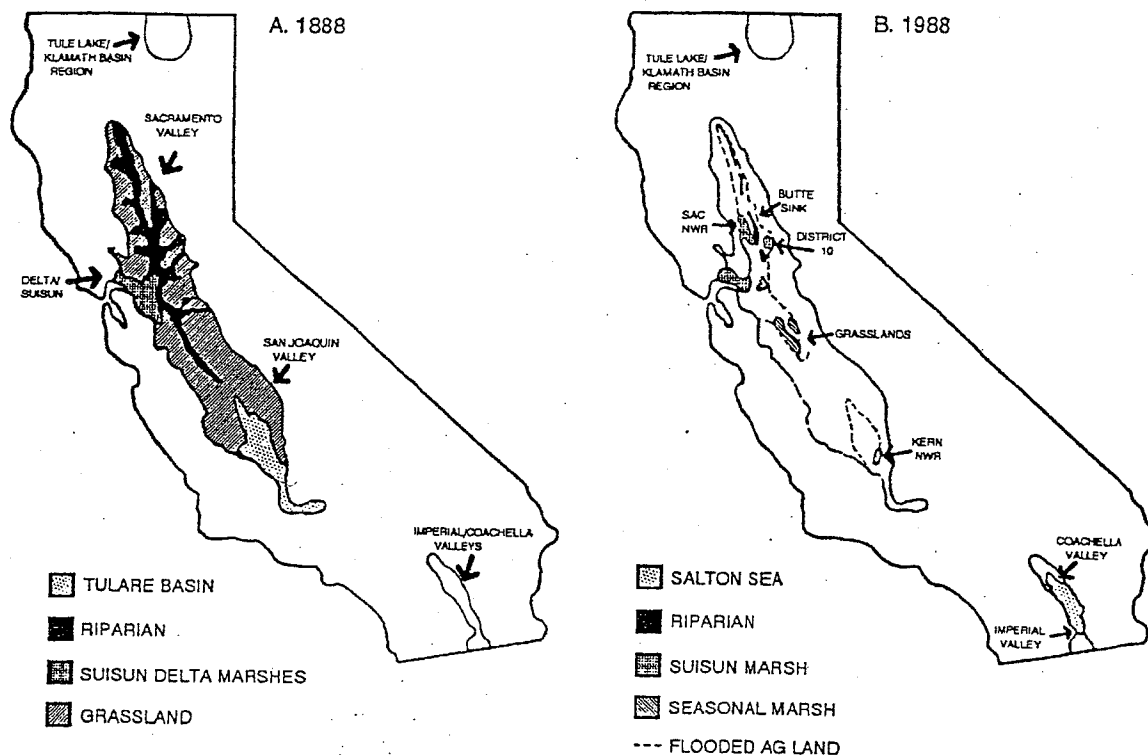 A. 1888
TULE LAKE/
KLAMATH BASIN
REGION
SACRAMENTO
VALLEY
DELTA/
SUISUN
SAN JOAQUIN
VALLEY
IMPERIAL/COACHELLA
VALLEYS
TULARE BASIN
RIPARIAN
SUISUN DELTA MARSHES
GRASSLAND
B. 1988
TULE LAKE/
KLAMATH BASIN
REGION
BUTTE
SINK
SAC
NWR
DISTRICT
10
GRASSLANDS
KERN
NWR
COACHELLA
VALLEY
IMPERIAL
VALLEY
SALTON SEA
RIPARIAN
SUISUN MARSH
SEASONAL MARSH
FLOODED AG LAND